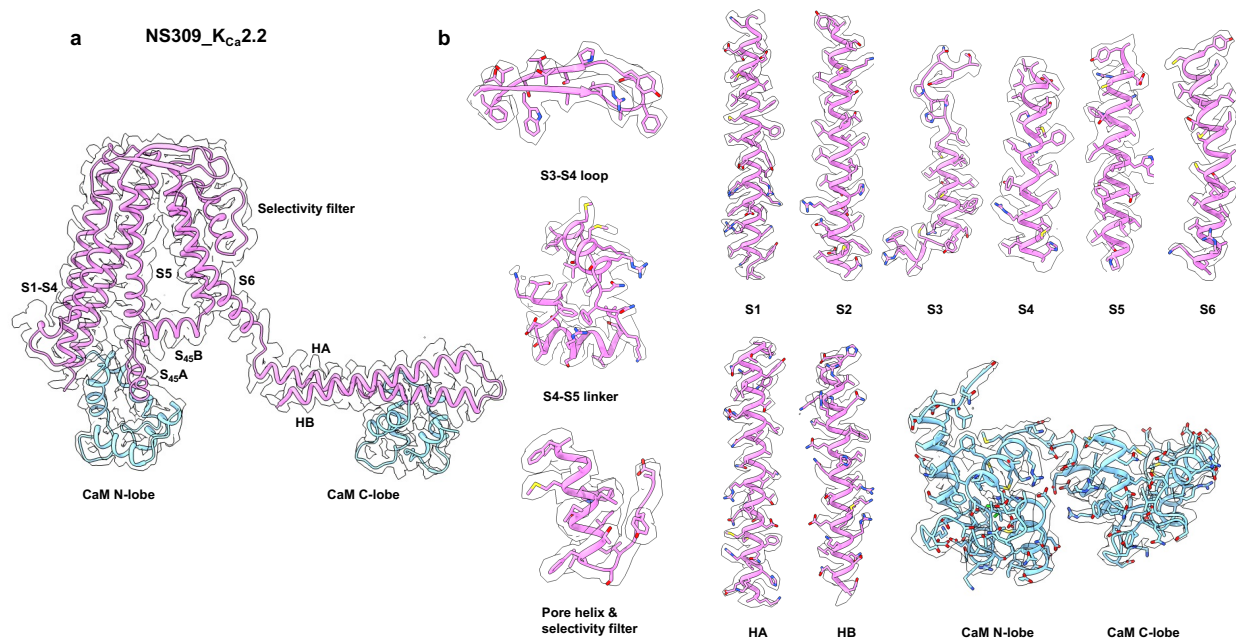 a
NS309_KCa2.2
b
S1-S4
S5
S6
Selectivity filter
S45B
S45A
HA
HB
CaM N-lobe
CaM C-lobe
S3-S4 loop
S4-S5 linker
Pore helix &
selectivity filter
S1
S2
S3
S4
S5
S6
HA
HB
CaM N-lobe
CaM C-lobe